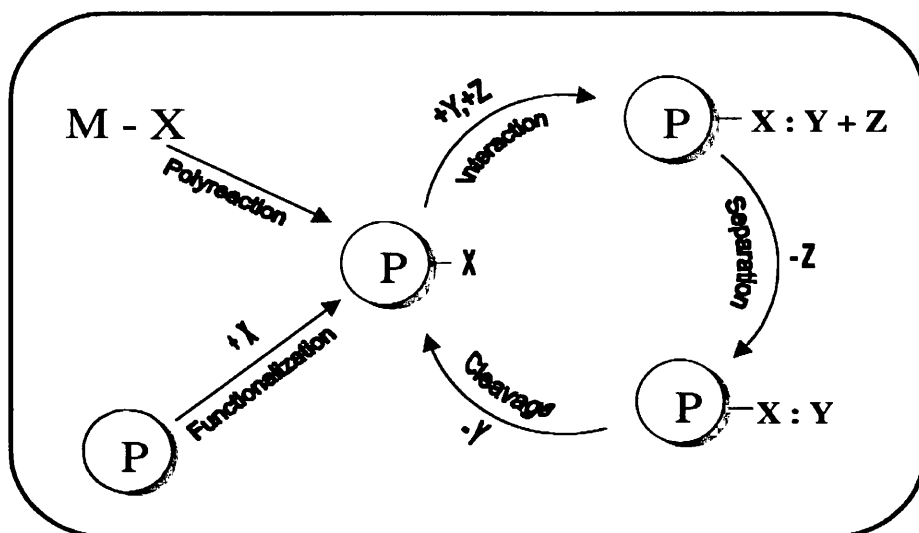 M - X
Polyreaction
+Y,+Z
Interaction
P
X : Y + Z
Separation
-Z
P
X
P
X : Y
Cleavage
-Y
+X
Functionalization
P